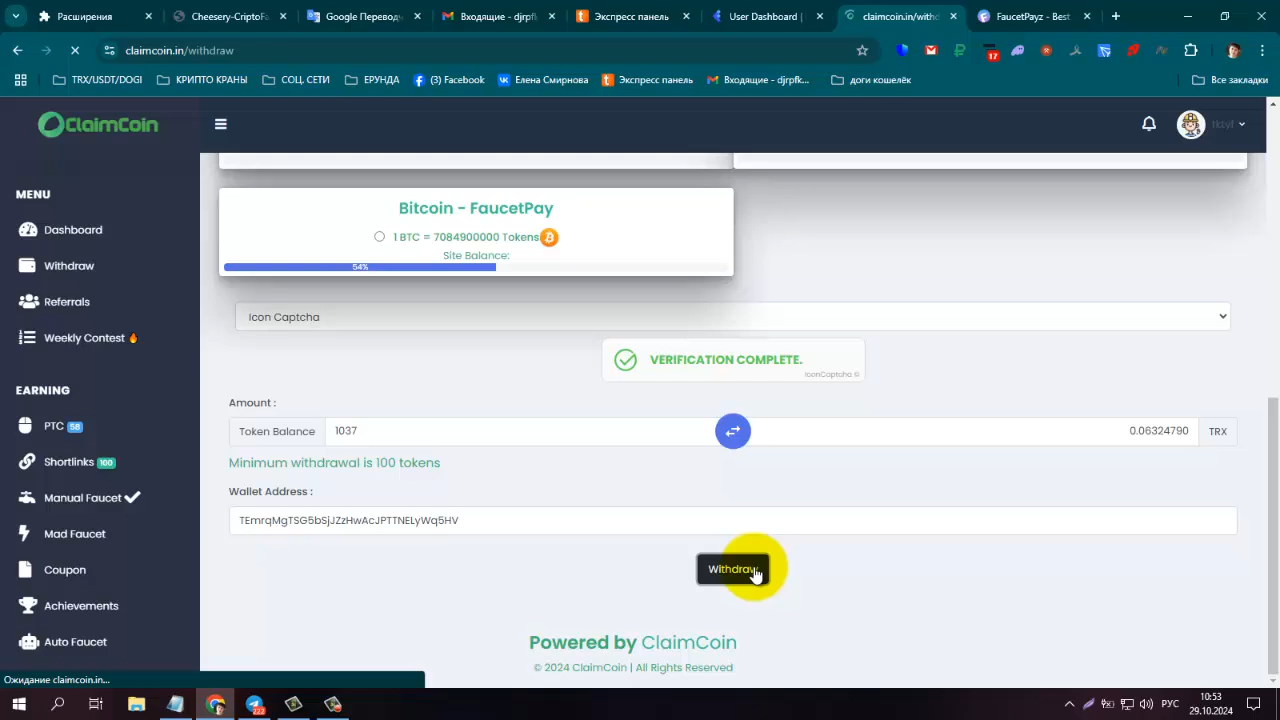 Расширения
Cheesery-CriptoFa
Google Переводч
Входящие - djrpf
Экспресс панель
User Dashboard |
claimcoin.in/withd
FaucetPayz - Best
claimcoin.in/withdraw
17
TRX/USDT/DOGI
КРИПТО КРАНЫ
СОЦ. СЕТИ
ЕРУНДА
(3) Facebook
Елена Смирнова
Экспресс панель
Входящие - djrpfk...
доги кошелёк
Все закладки
ClaimCoin
tktyf
MENU
Dashboard
Withdraw
Referrals
Weekly Contest
EARNING
PTC 58
Shortlinks 100
Manual Faucet
Mad Faucet
Coupon
Achievements
Auto Faucet
Bitcoin - FaucetPay
1 BTC = 7084900000 Tokens
Site Balance:
54%
Icon Captcha
VERIFICATION COMPLETE.
IconCaptcha ©
Amount :
Token Balance 1037 0.06324790 TRX
Minimum withdrawal is 100 tokens
Wallet Address :
TEmrqMgTSG5bSjJZzHwAcJPTTNELyWq5HV
Withdraw
Powered by ClaimCoin
© 2024 ClaimCoin | All Rights Reserved
Ожидание claimcoin.in...
222
РУС
10:53
29.10.2024